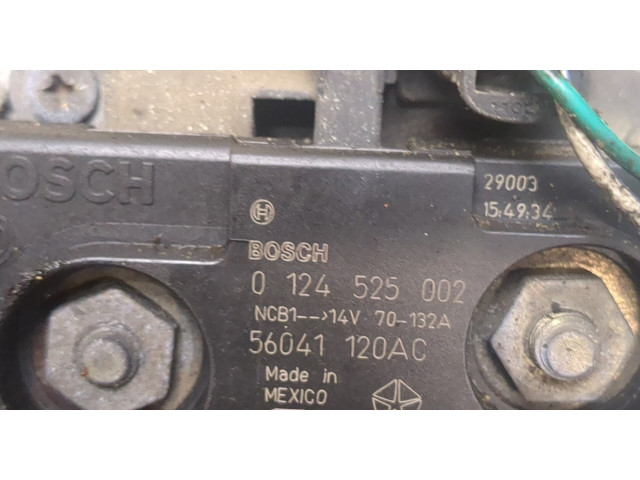 BOSCH
29003
15:49:34
BOSCH
0 124 525 002
NCB1-->14V 70-132A
56041 120AC
Made in
MEXICO